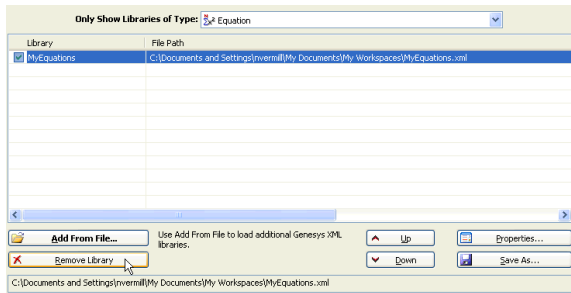 Only Show Libraries of Type: Equation
Library File Path
MyEquations C:\Documents and Settings\nvermill\My Documents\My Workspaces\MyEquations.xml
Add From File... Use Add From File to load additional Genesys XML libraries. Up Properties...
Remove Library Down Save As...
C:\Documents and Settings\nvermill\My Documents\My Workspaces\MyEquations.xml